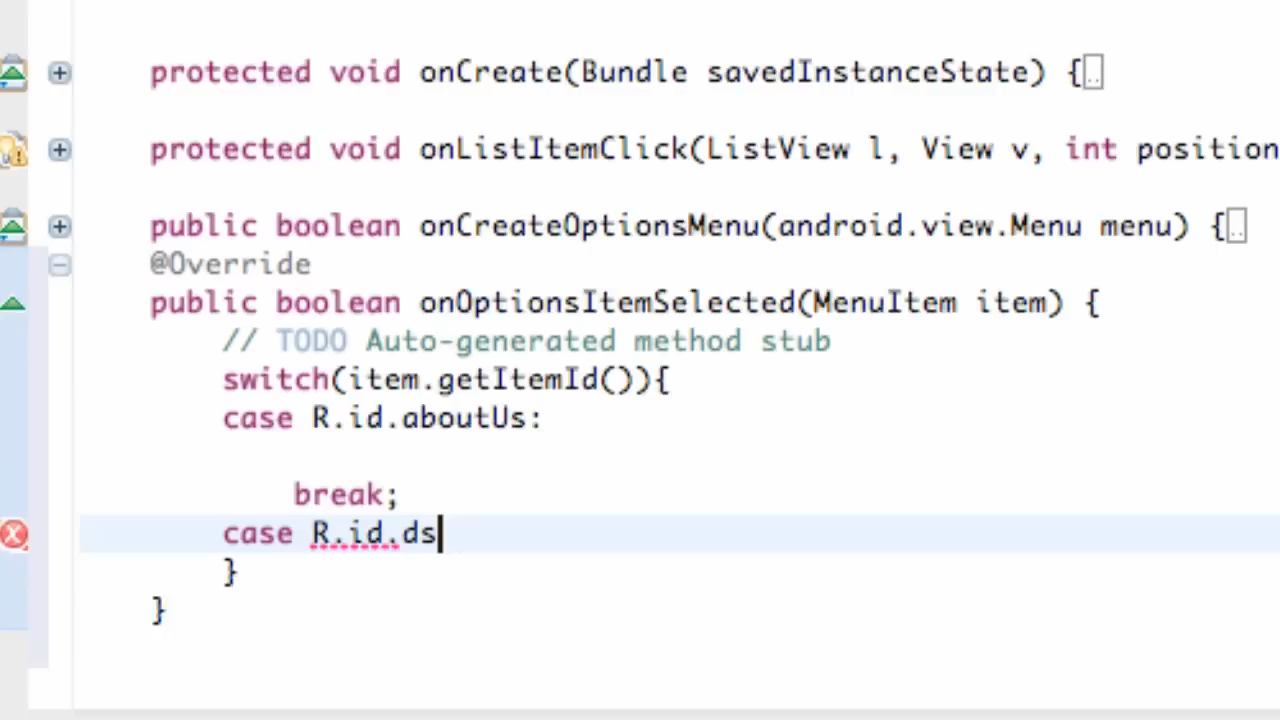 protected void onCreate(Bundle savedInstanceState) {..
protected void onListItemClick(ListView l, View v, int position
public boolean onCreateOptionsMenu(android.view.Menu menu) {..
@Override
public boolean onOptionsItemSelected(MenuItem item) {
// TODO Auto-generated method stub
switch(item.getItemId()){
case R.id.aboutUs:
break;
case R.id.ds
}
}